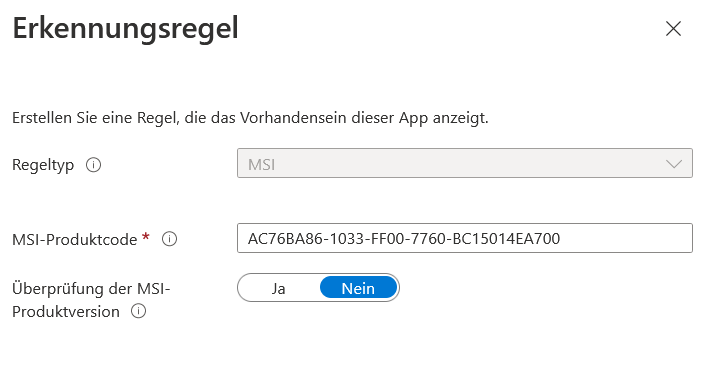 Erkennungsregel
Erstellen Sie eine Regel, die das Vorhandensein dieser App anzeigt.
Regeltyp
MSI
MSI-Produktcode *
AC76BA86-1033-FF00-7760-BC15014EA700
Überprüfung der MSI-
Produktversion
Ja Nein